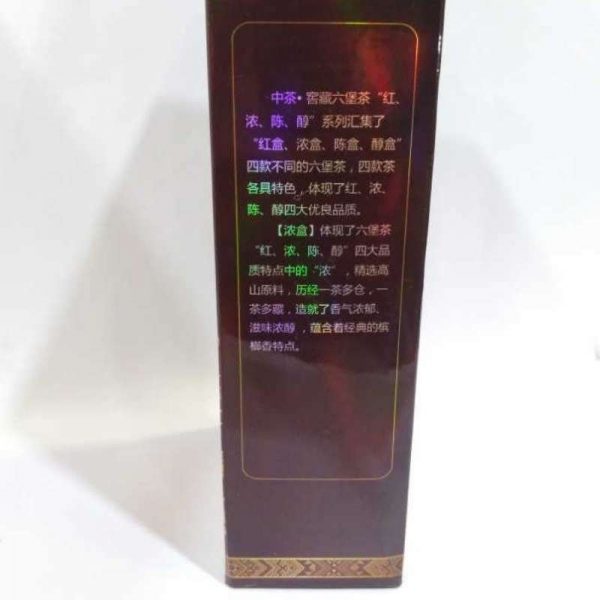 中茶•窖藏六堡茶“红、
浓、陈、醇”系列汇集了
“红盒、浓盒、陈盒、醇盒”
四款不同的六堡茶，四款茶
各具特色，体现了红、浓、
陈、醇四大优良品质。
【浓盒】体现了六堡茶
“红、浓、陈、醇”四大品
质特点中的“浓”，精选高
山原料，历经一茶多仓，一
茶多藏，造就了香气浓郁、
滋味浓醇，蕴含着经典的槟
榔香特点。